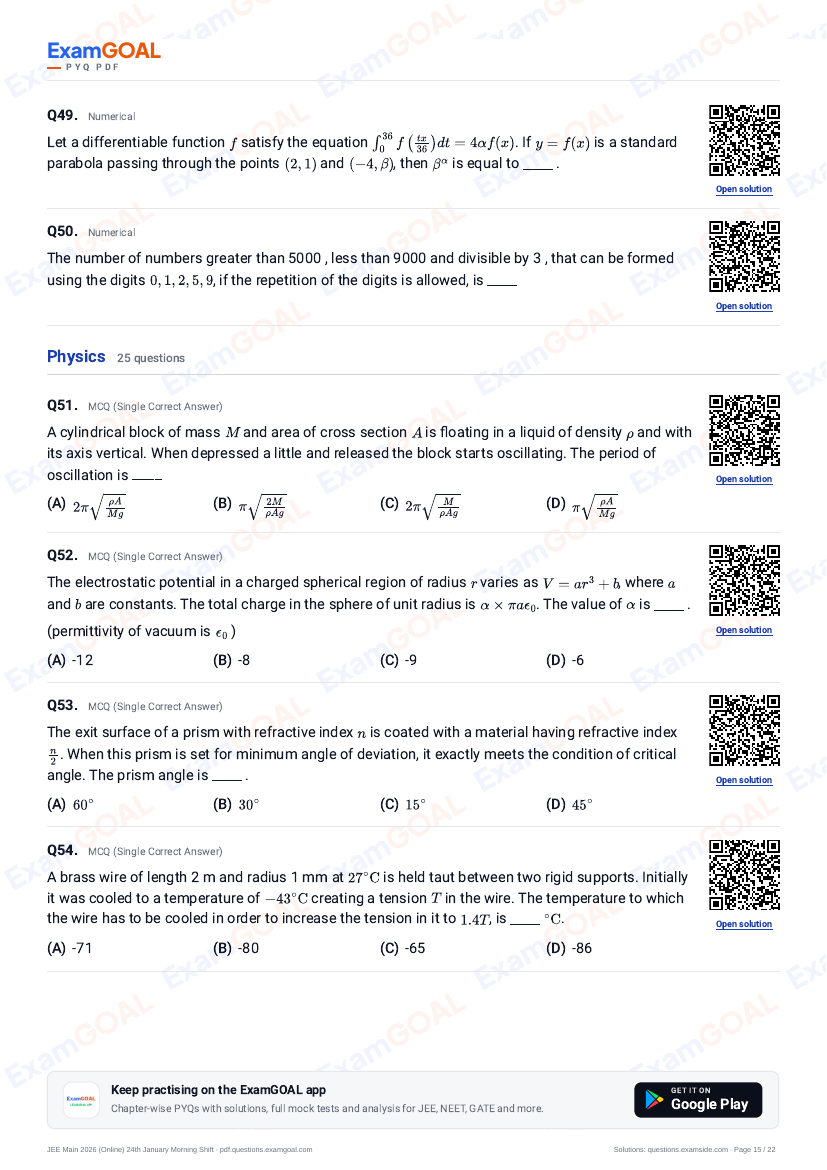 ExamGOAL
PYQ PDF
Q49. Numerical
Let a differentiable function f satisfy the equation ∫₀³⁶ f(tx/36)dt = 4αf(x). If y = f(x) is a standard
parabola passing through the points (2, 1) and (−4, β), then β^α is equal to ____ .
Open solution
Q50. Numerical
The number of numbers greater than 5000 , less than 9000 and divisible by 3 , that can be formed
using the digits 0, 1, 2, 5, 9, if the repetition of the digits is allowed, is ____
Open solution
Physics 25 questions
Q51. MCQ (Single Correct Answer)
A cylindrical block of mass M and area of cross section A is floating in a liquid of density ρ and with
its axis vertical. When depressed a little and released the block starts oscillating. The period of
oscillation is ____
Open solution
(A) 2π√(ρA/Mg) (B) π√(2M/ρAg) (C) 2π√(M/ρAg) (D) π√(ρA/Mg)
Q52. MCQ (Single Correct Answer)
The electrostatic potential in a charged spherical region of radius r varies as V = ar³ + b, where a
and b are constants. The total charge in the sphere of unit radius is α × πaϵ₀. The value of α is ____ .
(permittivity of vacuum is ϵ₀ )
Open solution
(A) -12 (B) -8 (C) -9 (D) -6
Q53. MCQ (Single Correct Answer)
The exit surface of a prism with refractive index n is coated with a material having refractive index
n/2. When this prism is set for minimum angle of deviation, it exactly meets the condition of critical
angle. The prism angle is ____ .
Open solution
(A) 60° (B) 30° (C) 15° (D) 45°
Q54. MCQ (Single Correct Answer)
A brass wire of length 2 m and radius 1 mm at 27°C is held taut between two rigid supports. Initially
it was cooled to a temperature of −43°C creating a tension T in the wire. The temperature to which
the wire has to be cooled in order to increase the tension in it to 1.4T, is ____ °C.
Open solution
(A) -71 (B) -80 (C) -65 (D) -86
ExamGOAL
Keep practising on the ExamGOAL app
Chapter-wise PYQs with solutions, full mock tests and analysis for JEE, NEET, GATE and more.
GET IT ON
Google Play
JEE Main 2026 (Online) 24th January Morning Shift · pdf.questions.examgoal.com
Solutions: questions.examside.com · Page 15 / 22